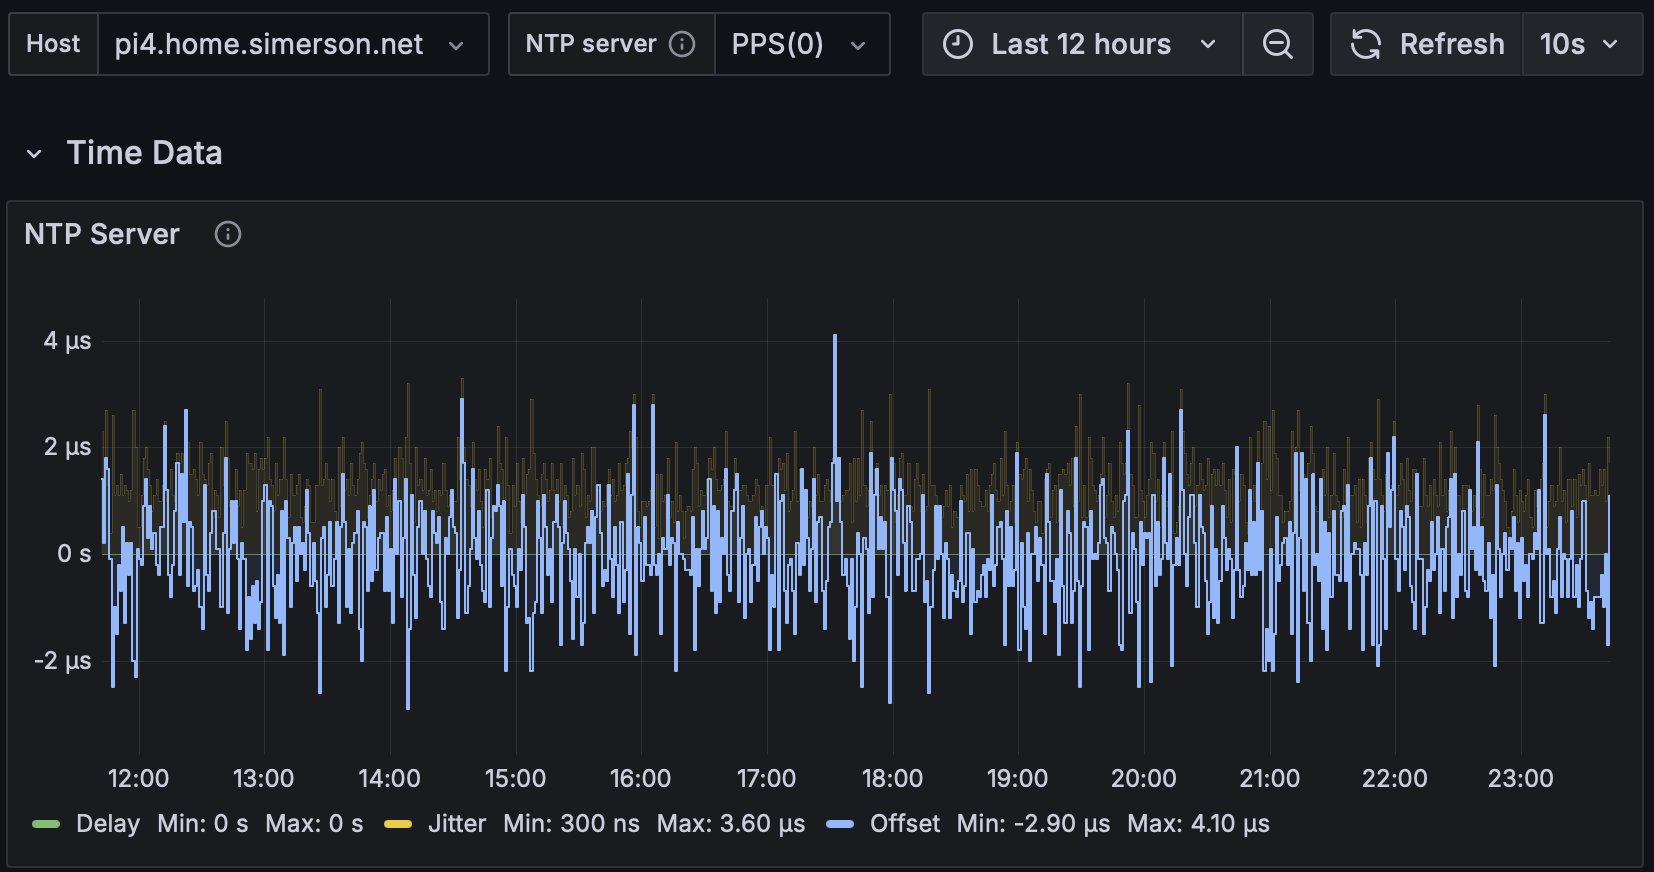 Host pi4.home.simerson.net NTP server PPS(0) Last 12 hours Refresh 10s
Time Data
NTP Server
4 µs
2 µs
0 s
-2 µs
12:00 13:00 14:00 15:00 16:00 17:00 18:00 19:00 20:00 21:00 22:00 23:00
Delay Min: 0 s Max: 0 s Jitter Min: 300 ns Max: 3.60 µs Offset Min: -2.90 µs Max: 4.10 µs